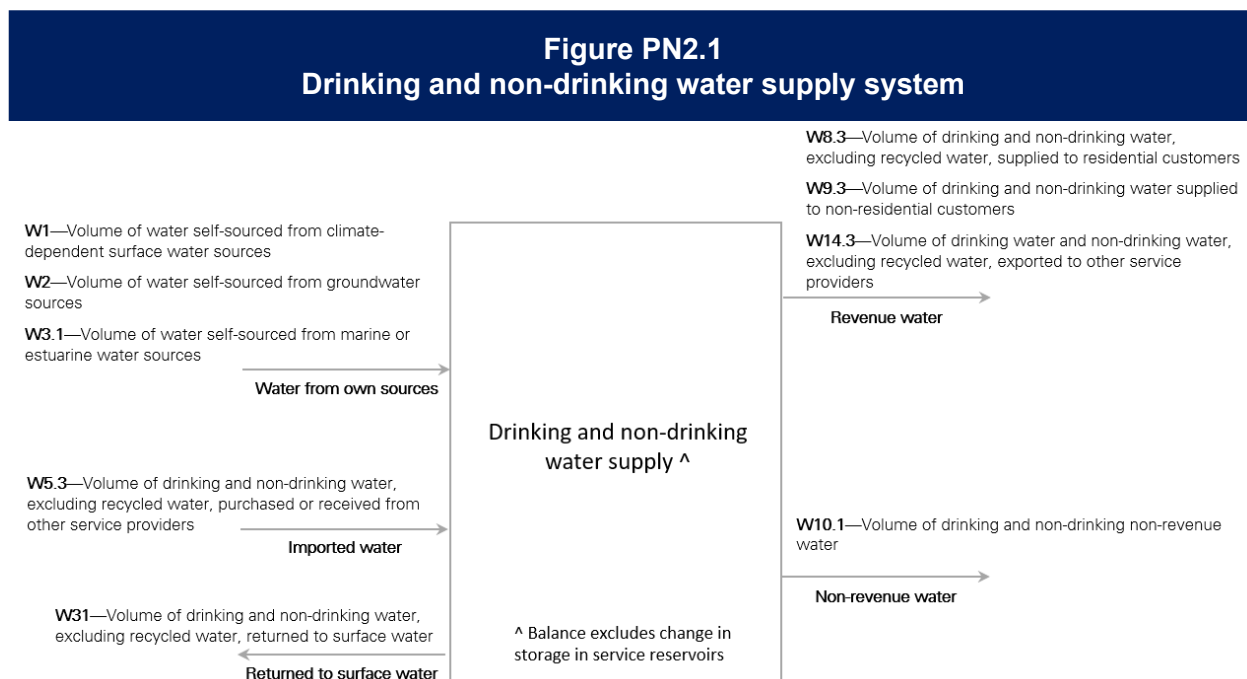 Figure PN2.1
Drinking and non-drinking water supply system
W1—Volume of water self-sourced from climate-
dependent surface water sources
W2—Volume of water self-sourced from groundwater
sources
W3.1—Volume of water self-sourced from marine or
estuarine water sources
Water from own sources
W5.3—Volume of drinking and non-drinking water,
excluding recycled water, purchased or received from
other service providers
Imported water
W31—Volume of drinking and non-drinking water,
excluding recycled water, returned to surface water
Returned to surface water
Drinking and non-drinking
water supply ^
^ Balance excludes change in
storage in service reservoirs
W8.3—Volume of drinking and non-drinking water,
excluding recycled water, supplied to residential customers
W9.3—Volume of drinking and non-drinking water supplied
to non-residential customers
W14.3—Volume of drinking water and non-drinking water,
excluding recycled water, exported to other service
providers
Revenue water
W10.1—Volume of drinking and non-drinking non-revenue
water
Non-revenue water